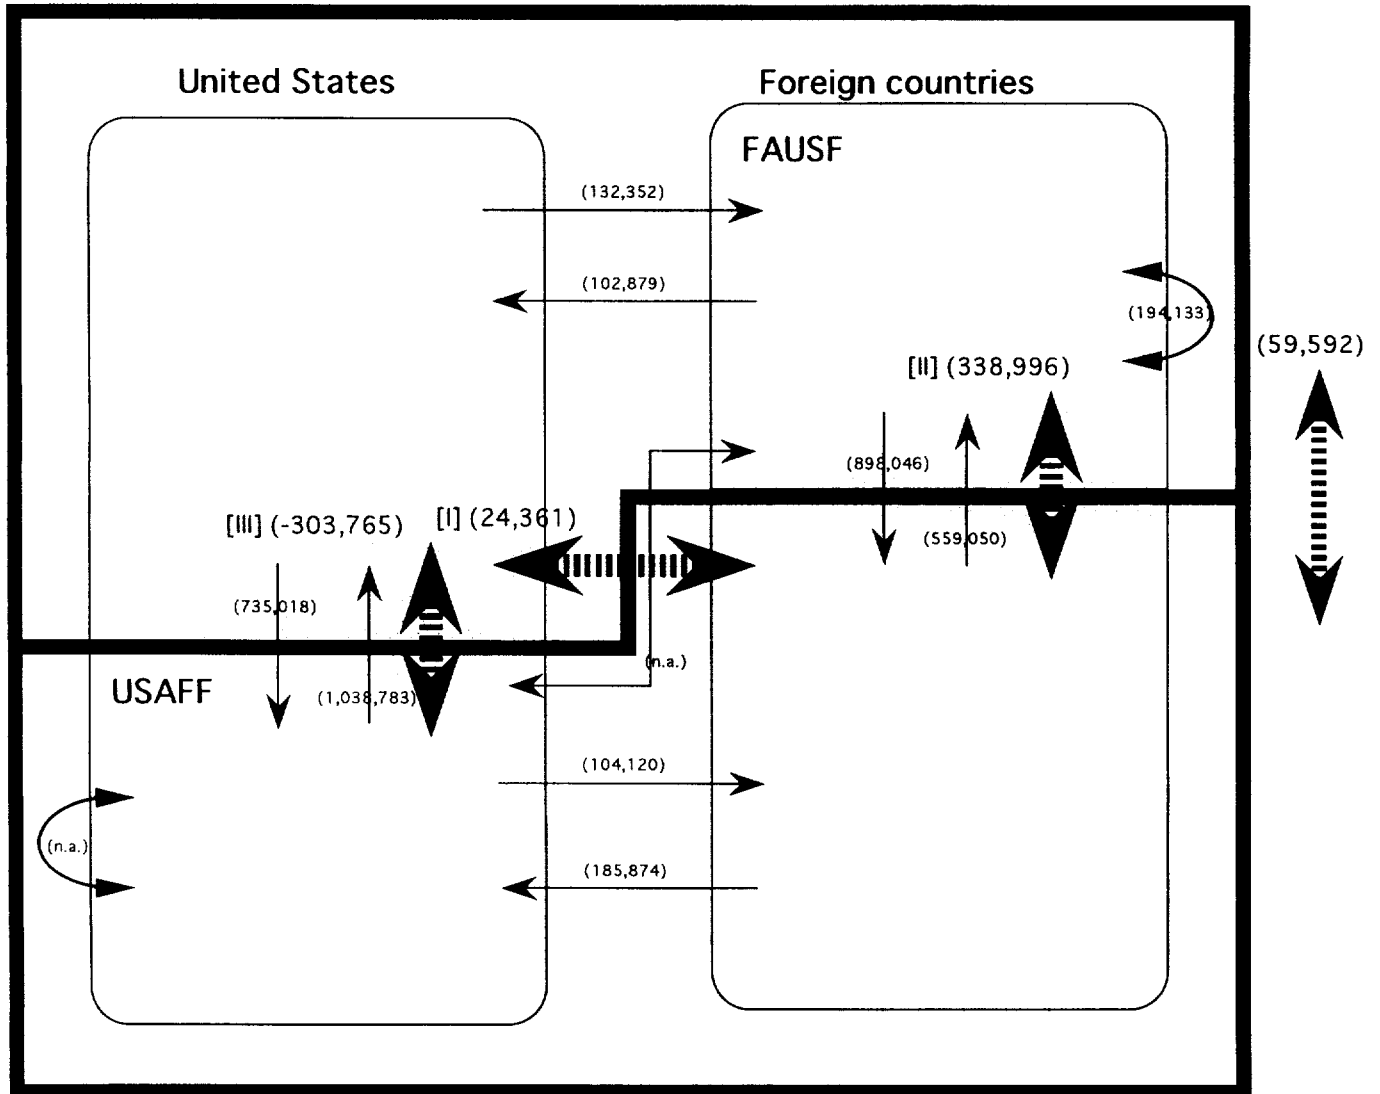 United States
Foreign countries
FAUSF
(132,352)
(102,879)
(194,133)
(59,592)
[II] (338,996)
(898,046)
(559,050)
[III] (-303,765)
[I] (24,361)
(735,018)
(n.a.)
USAFF
(1,038,783)
(104,120)
(n.a.)
(185,874)